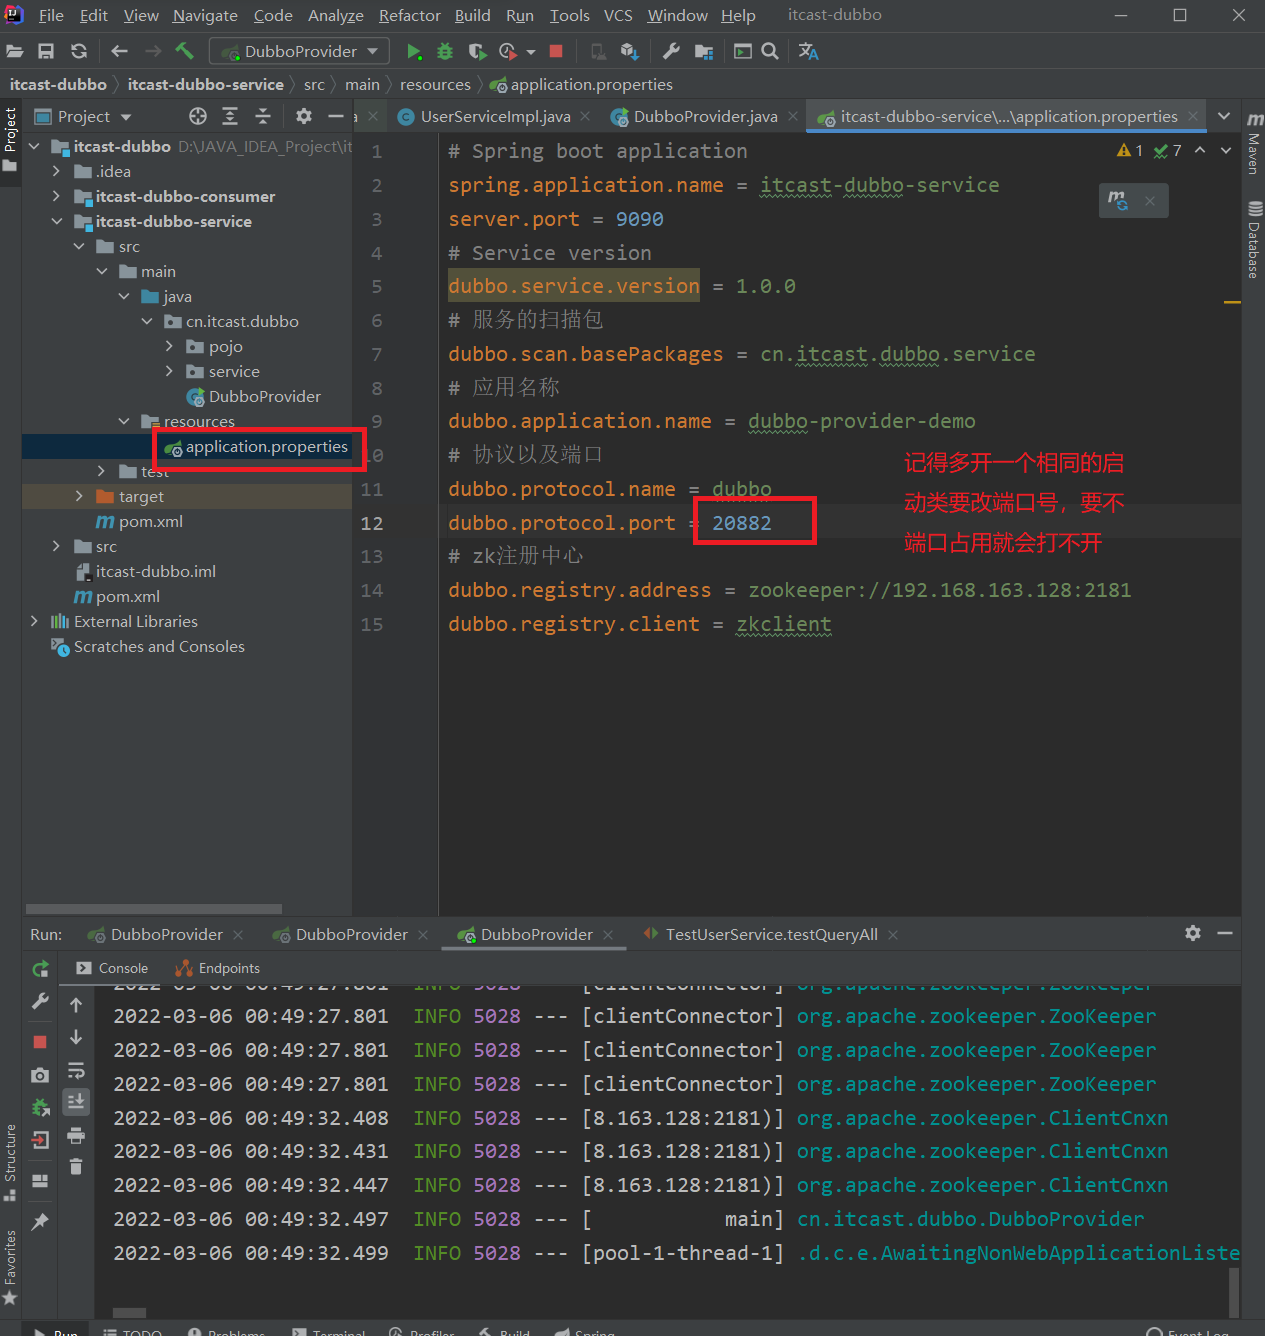 File Edit View Navigate Code Analyze Refactor Build Run Tools VCS Window Help itcast-dubbo
DubboProvider
itcast-dubbo itcast-dubbo-service src main resources application.properties
Project
a UserServiceImpl.java DubboProvider.java itcast-dubbo-service\...\application.properties
Project
Maven
Database
itcast-dubbo D:\JAVA_IDEA_Project\it
.idea
itcast-dubbo-consumer
itcast-dubbo-service
src
main
java
cn.itcast.dubbo
pojo
service
DubboProvider
resources
application.properties
test
target
pom.xml
src
itcast-dubbo.iml
pom.xml
External Libraries
Scratches and Consoles
1 # Spring boot application
1 7
2 spring.application.name = itcast-dubbo-service
3 server.port = 9090
4 # Service version
5 dubbo.service.version = 1.0.0
6 # 服务的扫描包
7 dubbo.scan.basePackages = cn.itcast.dubbo.service
8 # 应用名称
9 dubbo.application.name = dubbo-provider-demo
10 # 协议以及端口
11 dubbo.protocol.name = dubbo
12 dubbo.protocol.port = 20882
13 # zk注册中心
14 dubbo.registry.address = zookeeper://192.168.163.128:2181
15 dubbo.registry.client = zkclient
记得多开一个相同的启
动类要改端口号，要不
端口占用就会打不开
Run: DubboProvider DubboProvider DubboProvider TestUserService.testQueryAll
Console Endpoints
2022-03-06 00:49:27.801 INFO 5028 --- [clientConnector] org.apache.zookeeper.ZooKeeper
2022-03-06 00:49:27.801 INFO 5028 --- [clientConnector] org.apache.zookeeper.ZooKeeper
2022-03-06 00:49:27.801 INFO 5028 --- [clientConnector] org.apache.zookeeper.ZooKeeper
2022-03-06 00:49:27.801 INFO 5028 --- [clientConnector] org.apache.zookeeper.ZooKeeper
2022-03-06 00:49:32.408 INFO 5028 --- [8.163.128:2181)] org.apache.zookeeper.ClientCnxn
2022-03-06 00:49:32.431 INFO 5028 --- [8.163.128:2181)] org.apache.zookeeper.ClientCnxn
2022-03-06 00:49:32.447 INFO 5028 --- [8.163.128:2181)] org.apache.zookeeper.ClientCnxn
2022-03-06 00:49:32.497 INFO 5028 --- [ main] cn.itcast.dubbo.DubboProvider
2022-03-06 00:49:32.499 INFO 5028 --- [pool-1-thread-1] .d.c.e.AwaitingNonWebApplicationListe
Structure
Favorites
Run TODO Problems Terminal Profiler Build Spring Event Log